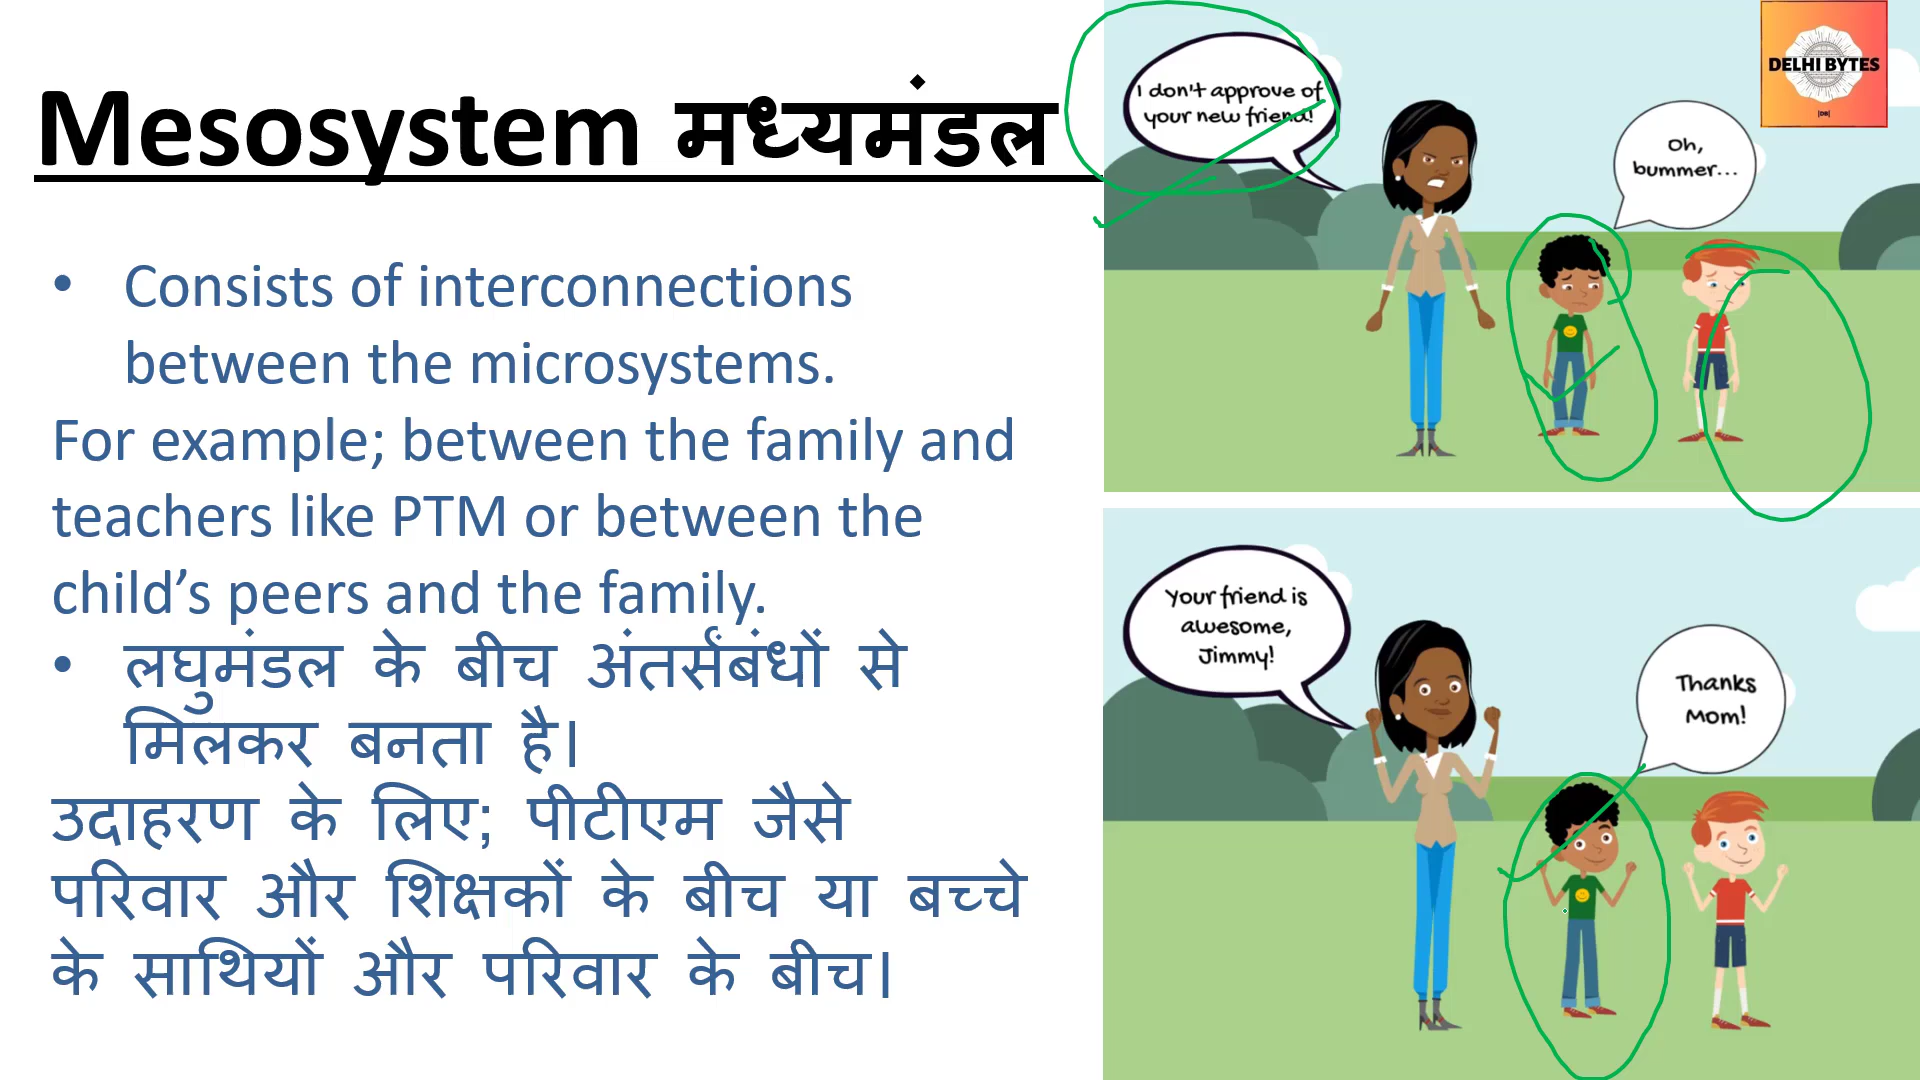 Mesosystem मध्यमंडल
• Consists of interconnections
between the microsystems.
For example; between the family and
teachers like PTM or between the
child’s peers and the family.
• लघुमंडल के बीच अंतर्संबंधों से
मिलकर बनता है।
उदाहरण के लिए; पीटीएम जैसे
परिवार और शिक्षकों के बीच या बच्चे
के साथियों और परिवार के बीच।
I don't approve of
your new friend!
Oh,
bummer...
DELHI BYTES
|DB|
Your friend is
awesome,
Jimmy!
Thanks
Mom!